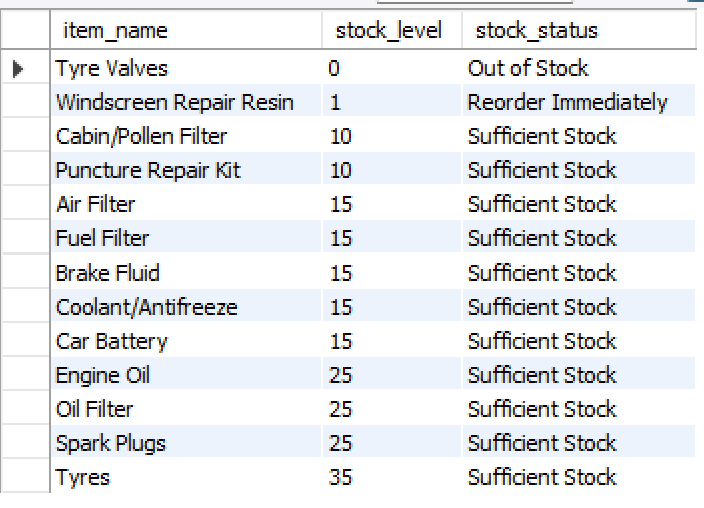 item_name stock_level stock_status
Tyre Valves 0 Out of Stock
Windscreen Repair Resin 1 Reorder Immediately
Cabin/Pollen Filter 10 Sufficient Stock
Puncture Repair Kit 10 Sufficient Stock
Air Filter 15 Sufficient Stock
Fuel Filter 15 Sufficient Stock
Brake Fluid 15 Sufficient Stock
Coolant/Antifreeze 15 Sufficient Stock
Car Battery 15 Sufficient Stock
Engine Oil 25 Sufficient Stock
Oil Filter 25 Sufficient Stock
Spark Plugs 25 Sufficient Stock
Tyres 35 Sufficient Stock